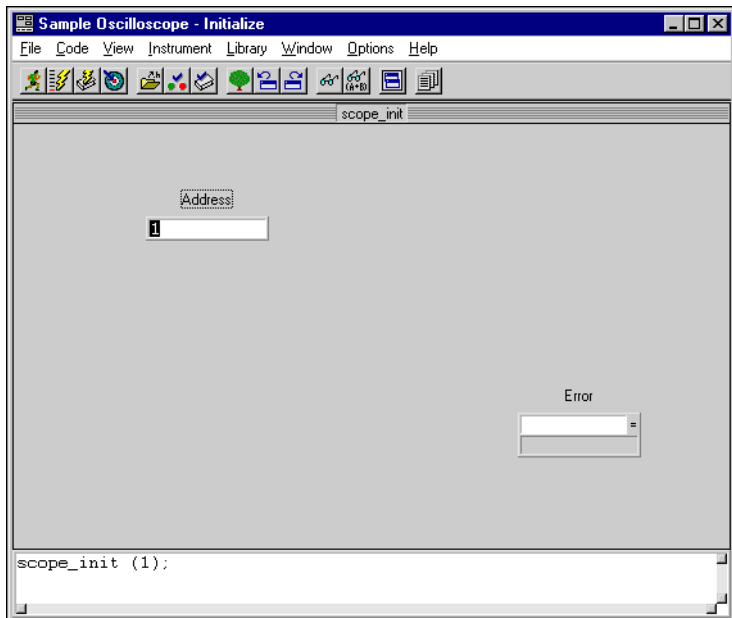 Sample Oscilloscope - Initialize
File Code View Instrument Library Window Options Help
(A+B)
scope_init
Address
1
Error
=
scope_init (1);